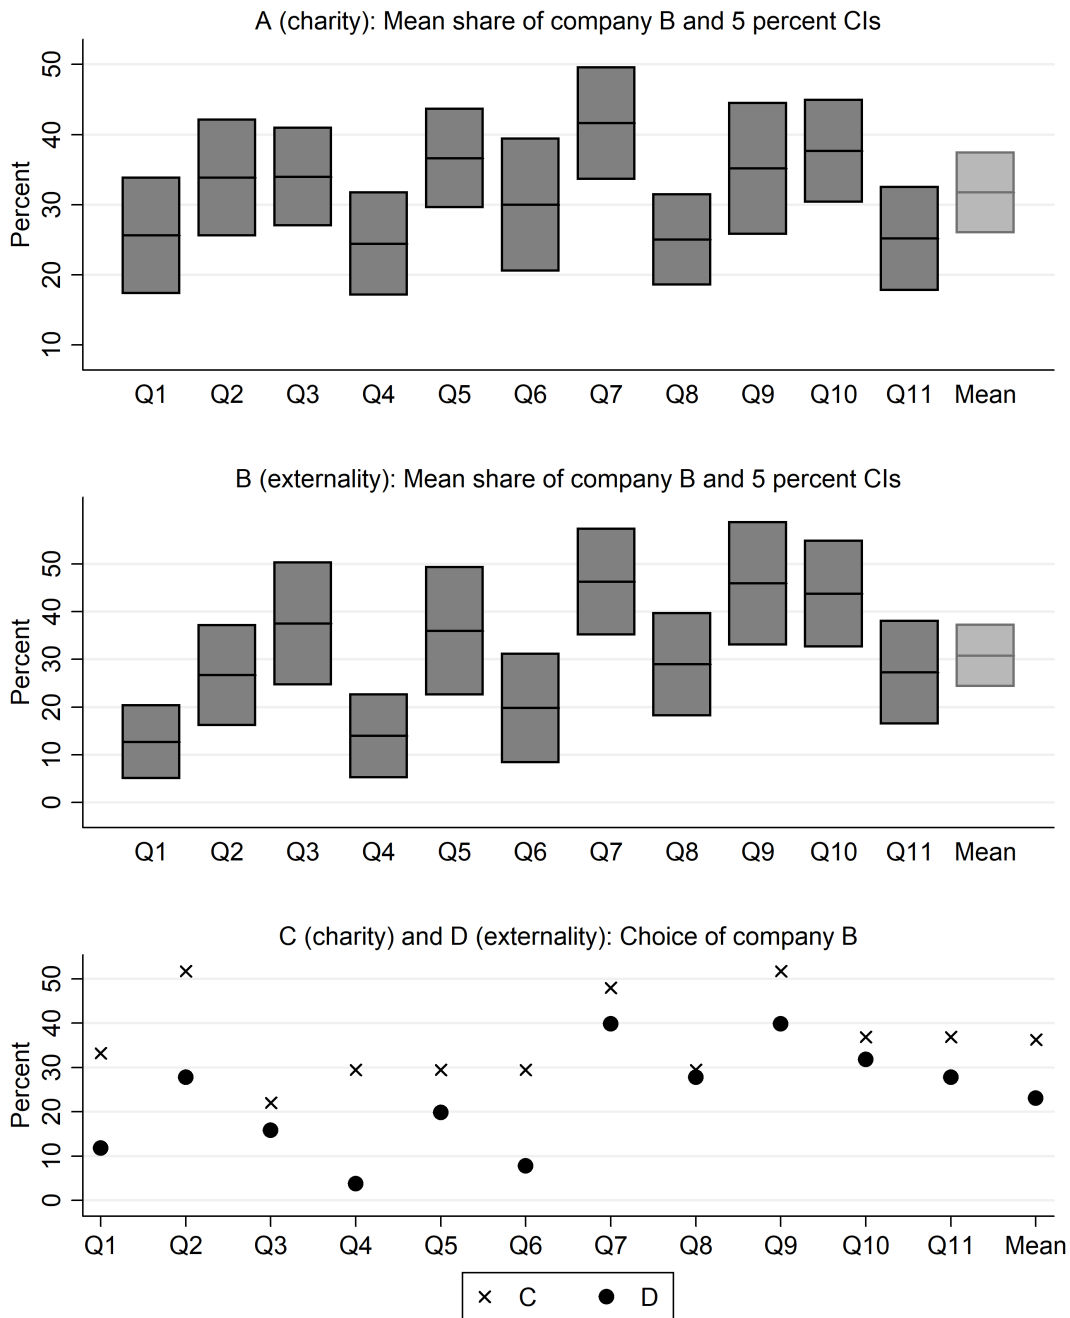 A (charity): Mean share of company B and 5 percent CIs
Percent
50
40
30
20
10
Q1 Q2 Q3 Q4 Q5 Q6 Q7 Q8 Q9 Q10 Q11 Mean
B (externality): Mean share of company B and 5 percent CIs
Percent
50
40
30
20
10
0
Q1 Q2 Q3 Q4 Q5 Q6 Q7 Q8 Q9 Q10 Q11 Mean
C (charity) and D (externality): Choice of company B
Percent
50
40
30
20
10
0
Q1 Q2 Q3 Q4 Q5 Q6 Q7 Q8 Q9 Q10 Q11 Mean
C D